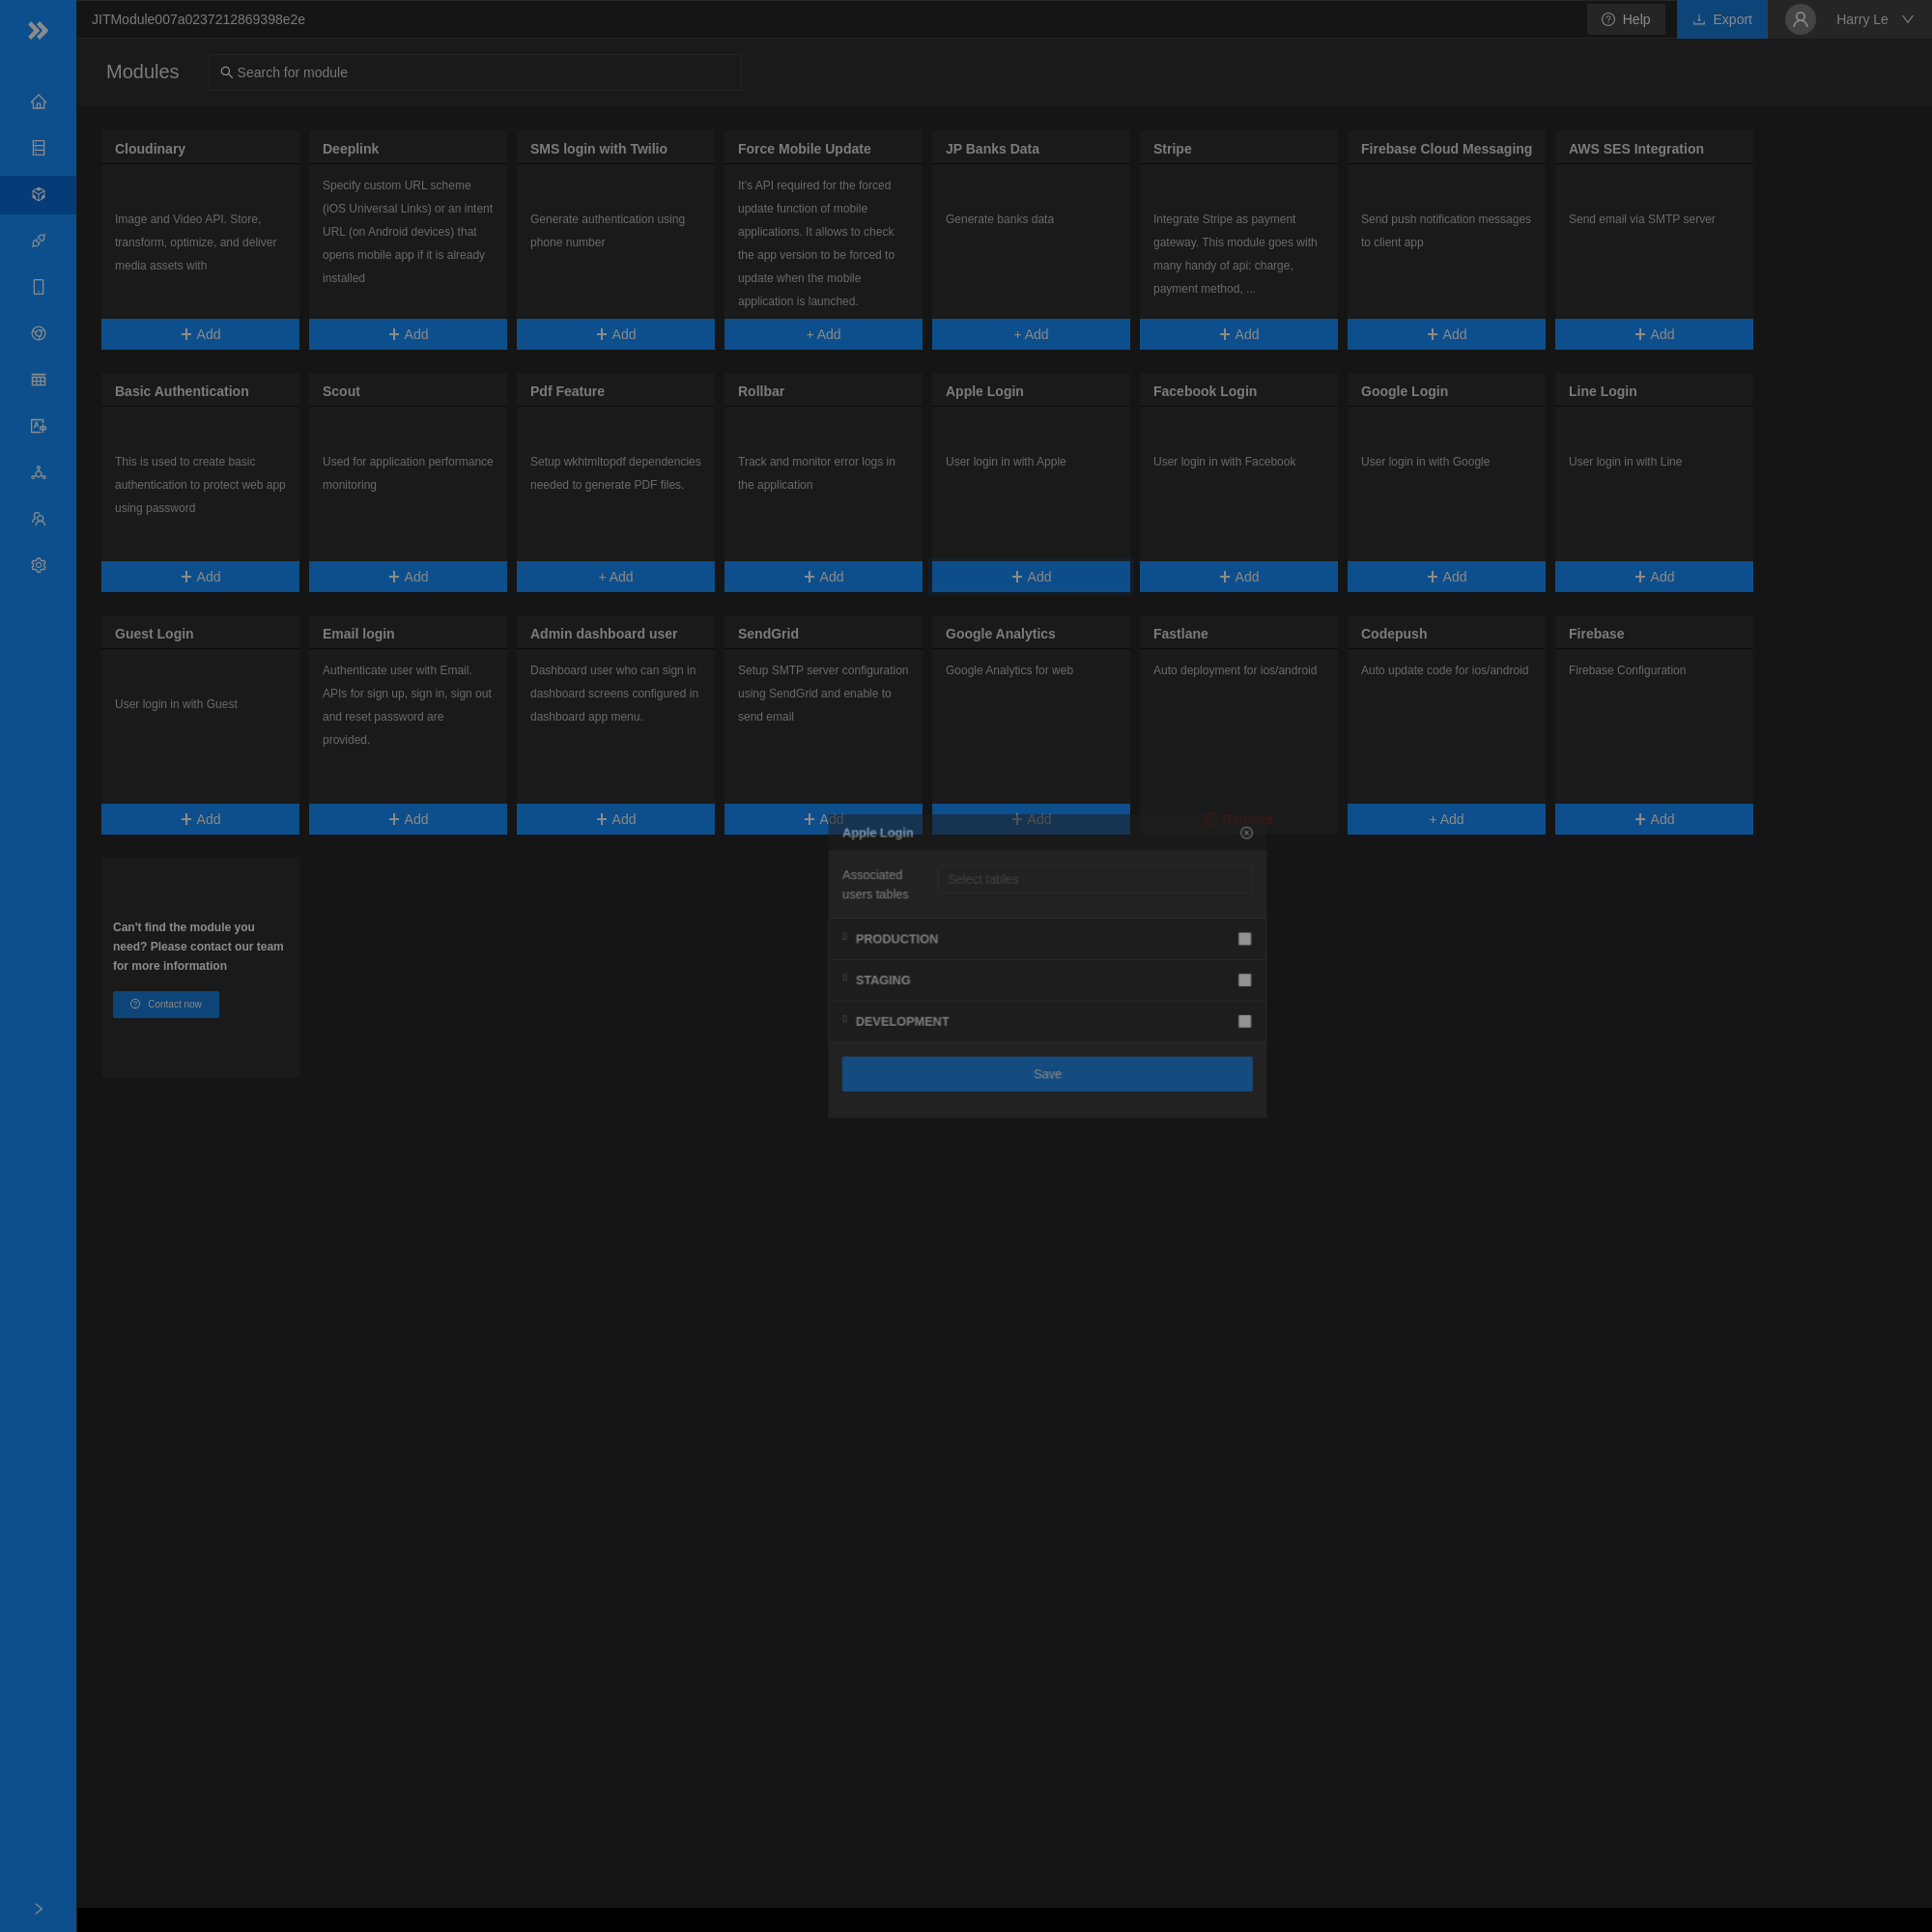 JITModule007a0237212869398e2e
Help
Export
Harry Le
Modules
Search for module
Cloudinary
Image and Video API. Store,
transform, optimize, and deliver
media assets with
Add
Deeplink
Specify custom URL scheme
(iOS Universal Links) or an intent
URL (on Android devices) that
opens mobile app if it is already
installed
Add
SMS login with Twilio
Generate authentication using
phone number
Add
Force Mobile Update
It's API required for the forced
update function of mobile
applications. It allows to check
the app version to be forced to
update when the mobile
application is launched.
+ Add
JP Banks Data
Generate banks data
+ Add
Stripe
Integrate Stripe as payment
gateway. This module goes with
many handy of api: charge,
payment method, ...
Add
Firebase Cloud Messaging
Send push notification messages
to client app
Add
AWS SES Integration
Send email via SMTP server
Add
Basic Authentication
This is used to create basic
authentication to protect web app
using password
Add
Scout
Used for application performance
monitoring
Add
Pdf Feature
Setup wkhtmltopdf dependencies
needed to generate PDF files.
+ Add
Rollbar
Track and monitor error logs in
the application
Add
Apple Login
User login in with Apple
Add
Facebook Login
User login in with Facebook
Add
Google Login
User login in with Google
Add
Line Login
User login in with Line
Add
Guest Login
User login in with Guest
Add
Email login
Authenticate user with Email.
APIs for sign up, sign in, sign out
and reset password are
provided.
Add
Admin dashboard user
Dashboard user who can sign in
dashboard screens configured in
dashboard app menu.
Add
SendGrid
Setup SMTP server configuration
using SendGrid and enable to
send email
Add
Google Analytics
Google Analytics for web
Add
Fastlane
Auto deployment for ios/android
Remove
Codepush
Auto update code for ios/android
+ Add
Firebase
Firebase Configuration
Add
Can't find the module you
need? Please contact our team
for more information
Contact now
Apple Login
Associated
users tables
Select tables
PRODUCTION
STAGING
DEVELOPMENT
Save